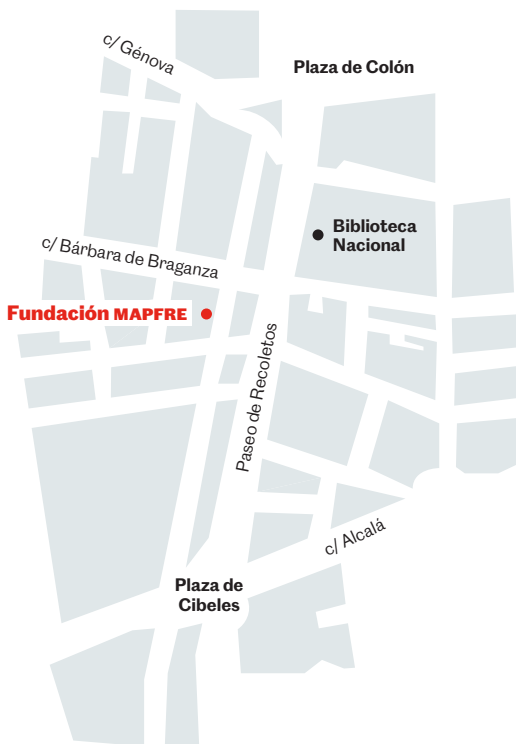 c/ Génova
Plaza de Colón
Biblioteca
Nacional
c/ Bárbara de Braganza
Fundación MAPFRE
Paseo de Recoletos
c/ Alcalá
Plaza de
Cibeles